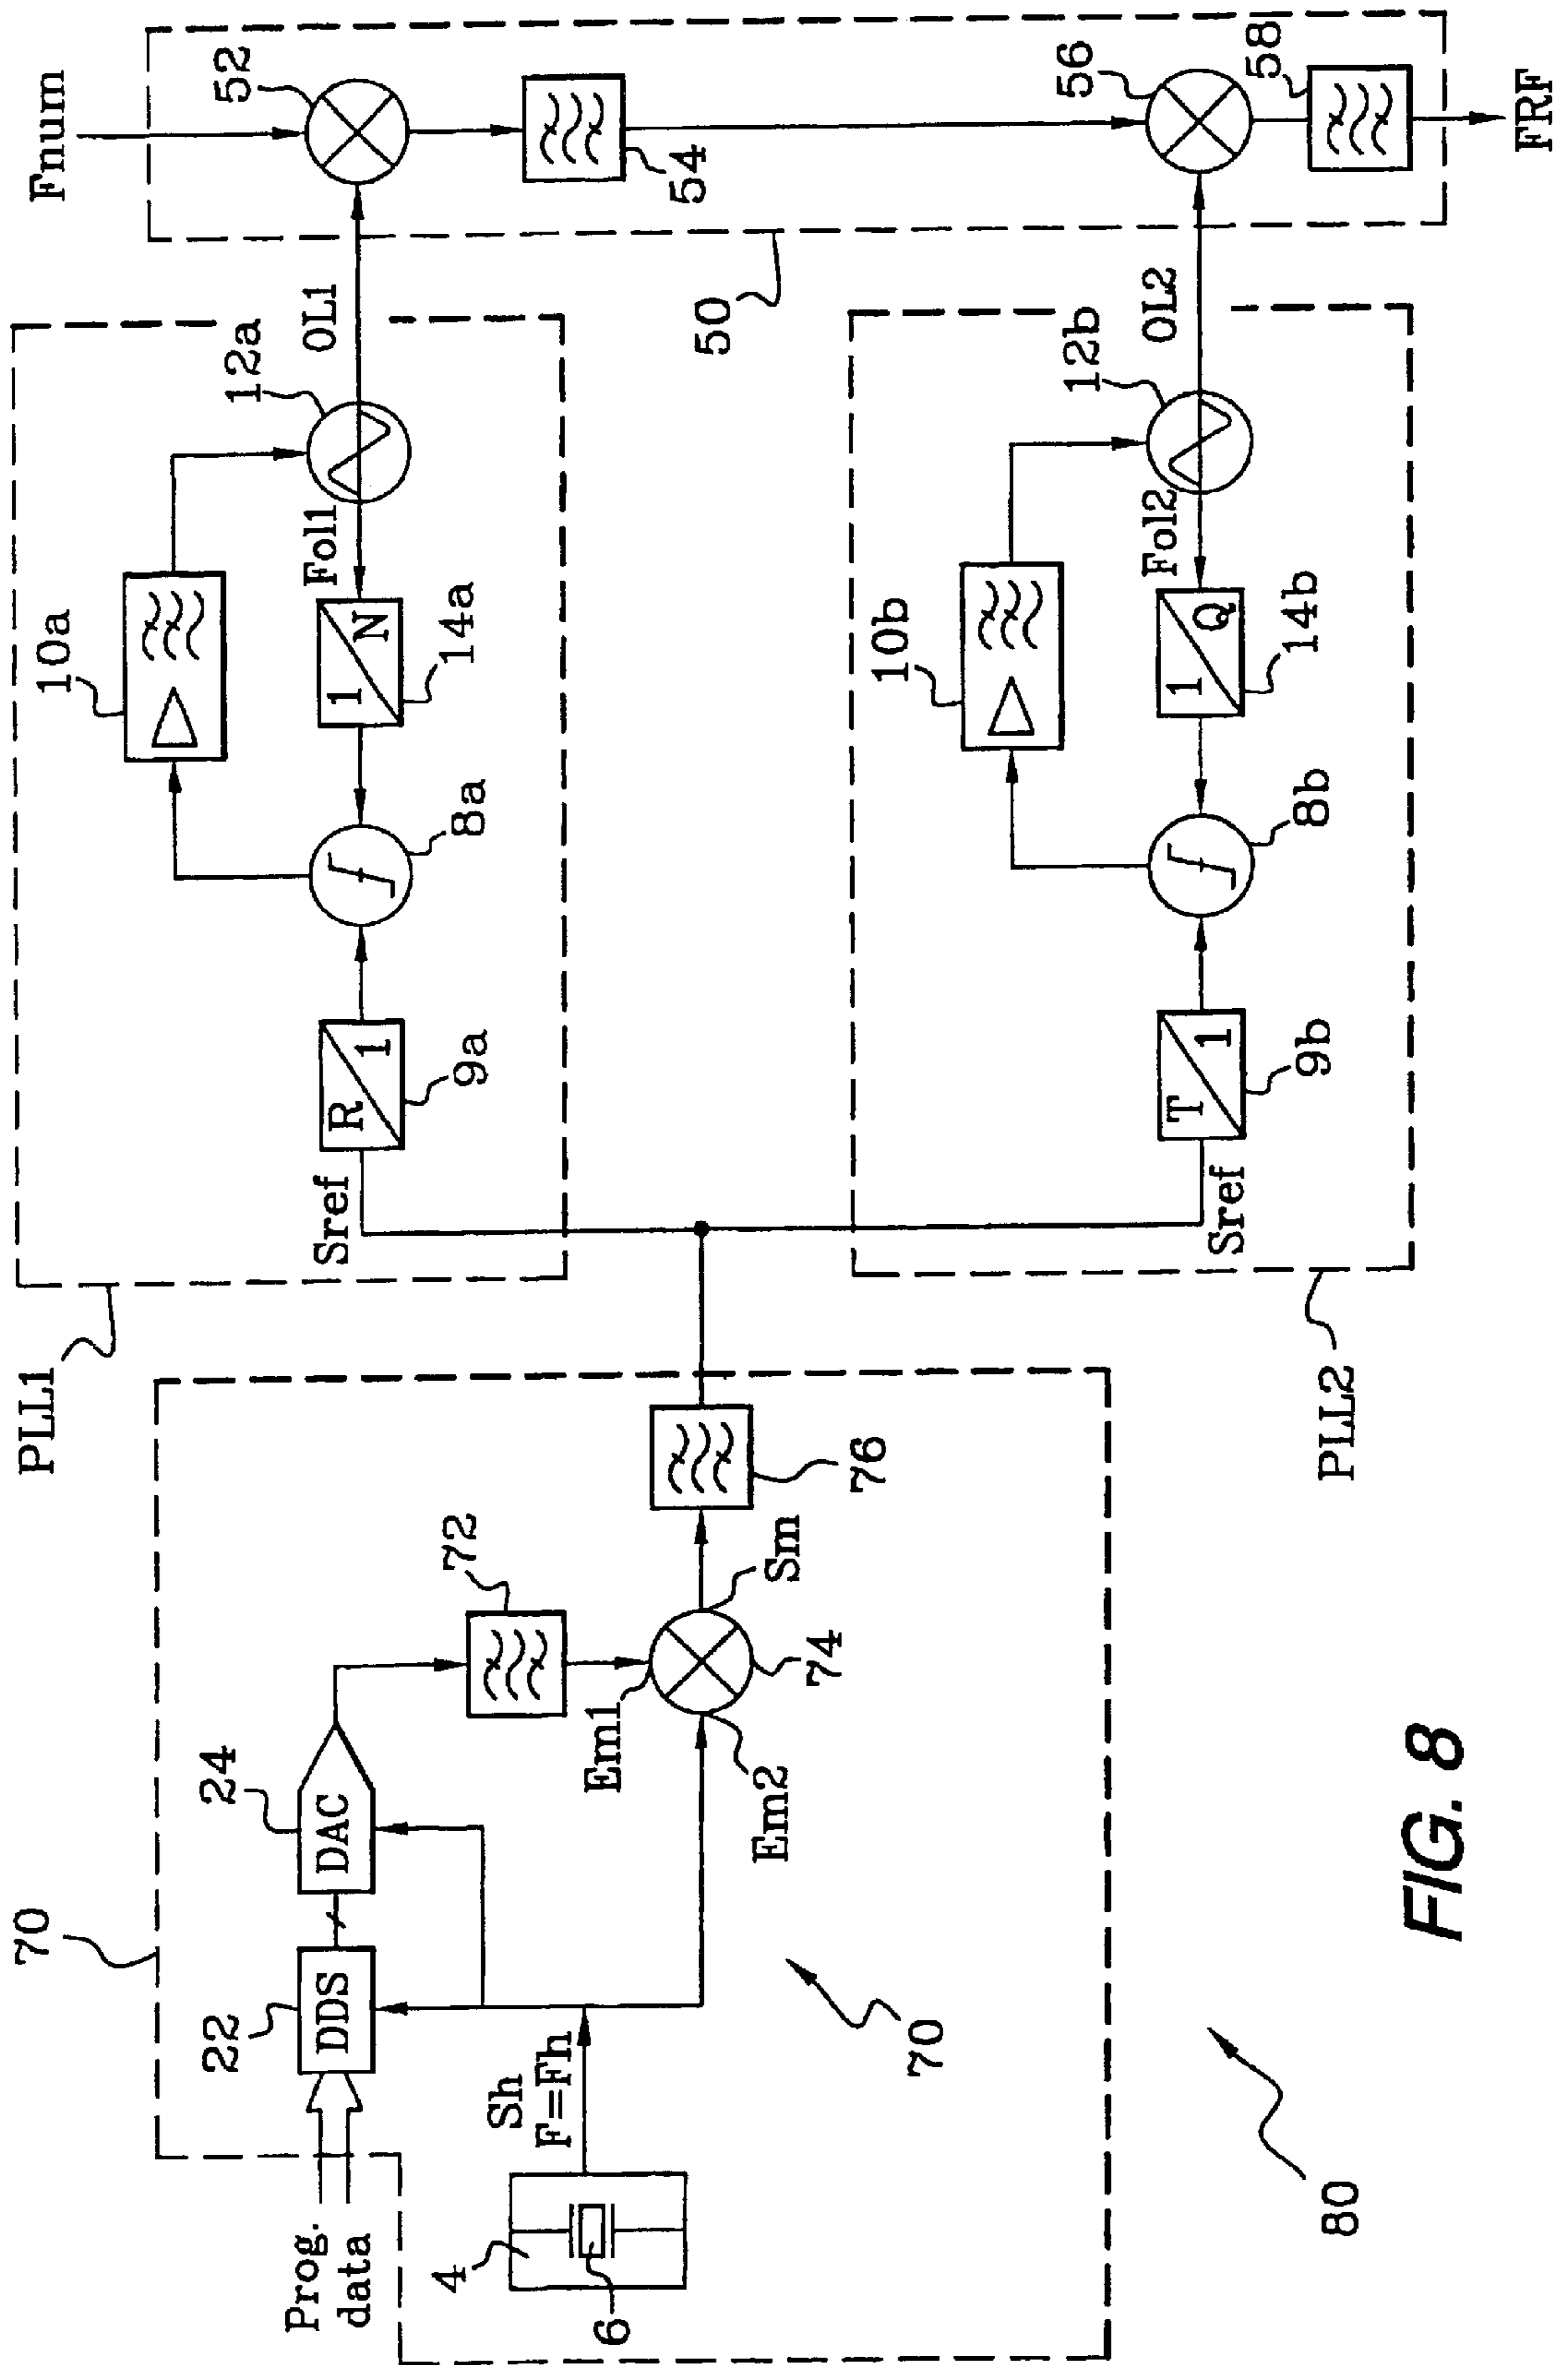 Fnum
52
54
56
58
FRF
50
PLL1
10a
12a
OL1
Fol1
1
N
14a
8a
R
1
9a
Sref
PLL2
10b
12b
OL2
Fol2
1
Q
14b
8b
T
1
9b
Sref
70
22
DDS
24
DAC
72
Em1
Em2
74
Sm
76
Prog.
data
4
6
Sh
F=Fh
70
80
FIG. 8